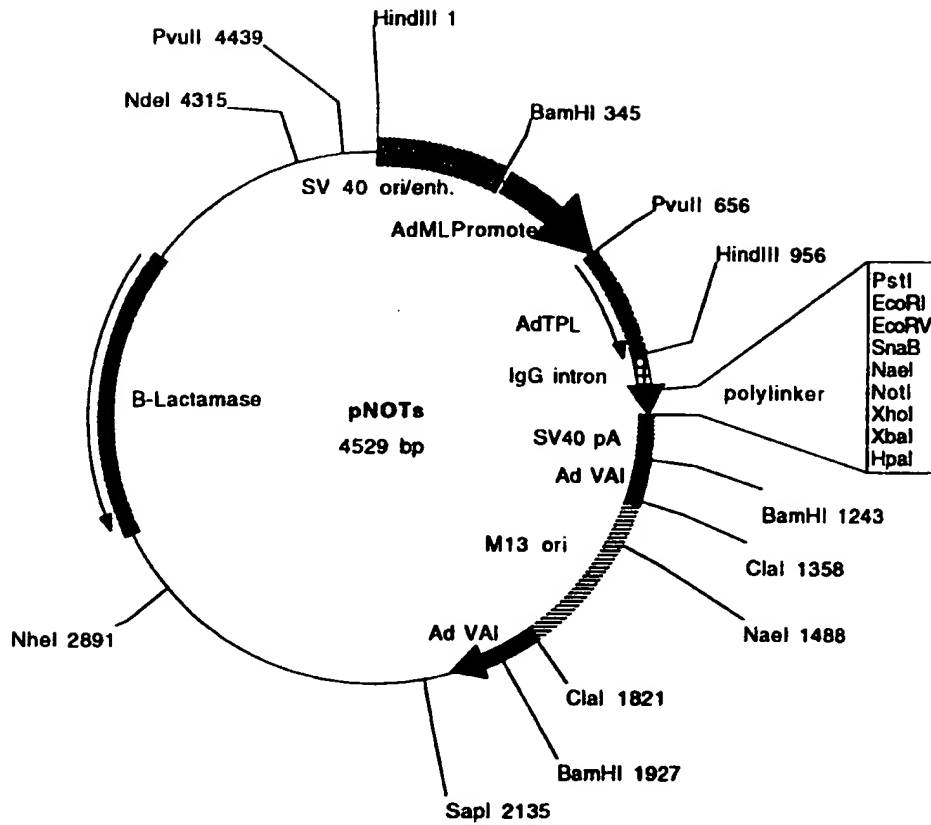 HindIII 1
PvuII 4439
NdeI 4315
BamHI 345
SV 40 ori/enh.
AdMLPromoter
PvuII 656
HindIII 956
PstI
EcoRI
EcoRV
SnaB
NaeI
NotI
XhoI
XbaI
HpaI
AdTPL
IgG intron
polylinker
B-Lactamase
pNOTs
4529 bp
SV40 pA
Ad VAI
BamHI 1243
M13 ori
ClaI 1358
NheI 2891
Ad VAI
NaeI 1488
ClaI 1821
BamHI 1927
SapI 2135